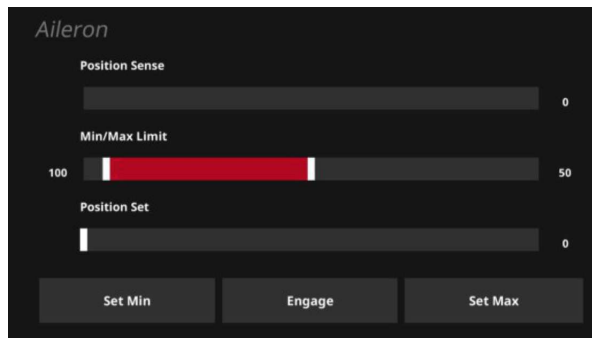 Aileron
Position Sense
0
Min/Max Limit
100 50
Position Set
0
Set Min Engage Set Max